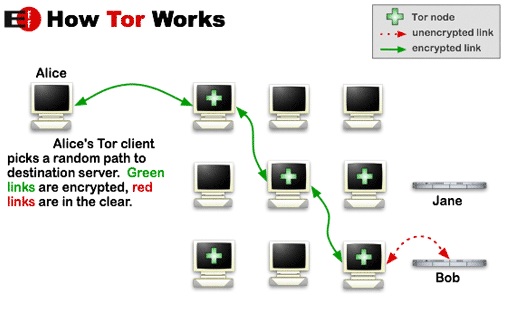 EFF How Tor Works
Tor node
unencrypted link
encrypted link
Alice
Alice's Tor client
picks a random path to
destination server. Green
links are encrypted, red
links are in the clear.
Jane
Bob